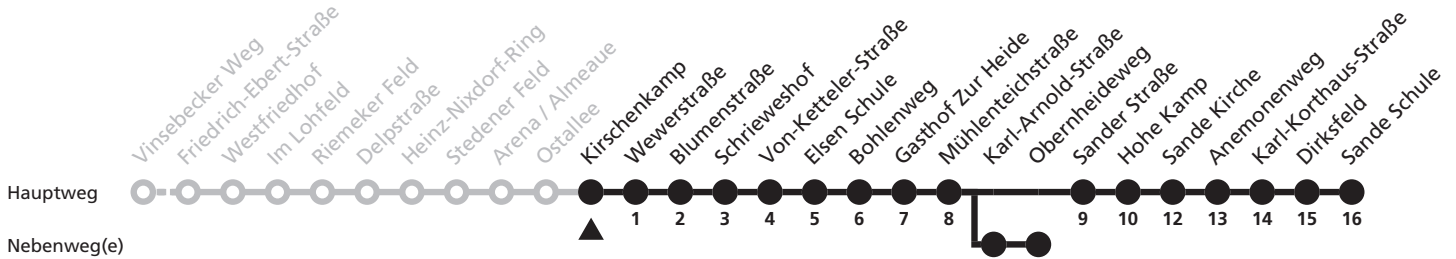 Vinsebecker Weg
Friedrich-Ebert-Straße
Westfriedhof
Im Lohfeld
Riemeker Feld
Delpstraße
Heinz-Nixdorf-Ring
Stedener Feld
Arena / Almeaue
Ostallee
Kirschenkamp
Wewerstraße
Blumenstraße
Schrieweshof
Von-Ketteler-Straße
Elsen Schule
Bohlenweg
Gasthof Zur Heide
Mühlenteichstraße
Karl-Arnold-Straße
Obernheideweg
Sander Straße
Hohe Kamp
Sande Kirche
Anemonenweg
Karl-Korthaus-Straße
Dirksfeld
Sande Schule
Hauptweg
1 2 3 4 5 6 7 8 9 10 12 13 14 15 16
Nebenweg(e)